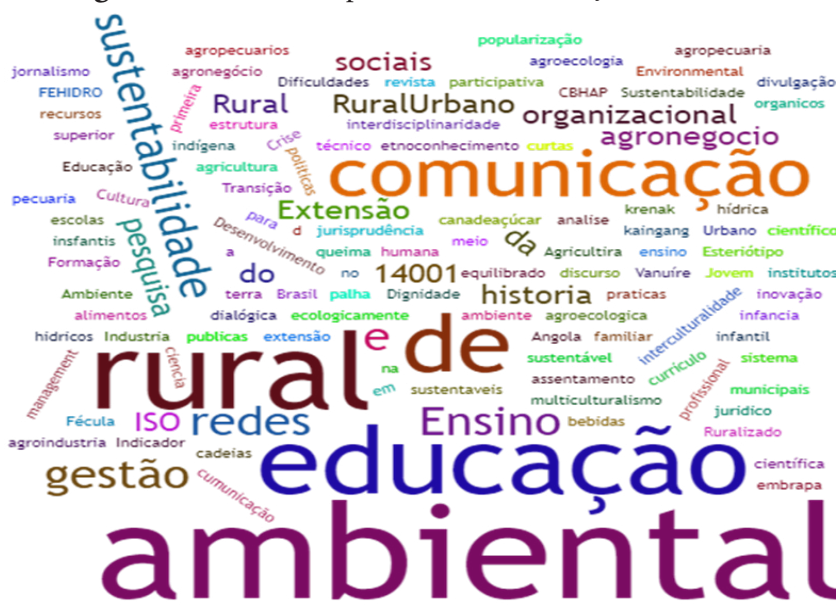 sustentabilidade
popularização
agropecuarios
sociais
agroecologia
agropecuaria
jornalismo
agronegócio
Dificuldades
revista
participativa
Environmental
divulgação
FEHIDRO
primeira
Rural
RuralUrbano
CBHAP
Sustentabilidade
organicos
recursos
estrutura
interdisciplinaridade
organizacional
superior
indígena
Crise
técnico
etnoconhecimento
curtas
agronegocio
Educação
agricultura
politicas
comunicação
pecuaria
Cultura
Transição
Extensão
krenak
hídrica
escolas
pesquisa
para
d
jurisprudência
canadeaçúcar
analise
kaingang
Urbano
científico
insfantis
a
Desenvolvimento
queima
humana
meio
da
Agricultira
ensino
Esteriótipo
Formação
do
no
14001
equilibrado
discurso
Vanuíre
Jovem
institutos
Ambiente
terra
Brasil
palha
Dignidade
historia
praticas
interculturalidade
inovação
alimentos
dialógica
ecologicamente
ambiente
agroecologica
infancia
hidricos
Industria
publicas
extensão
e
de
Angola
familiar
infantil
management
ciencia
rural
na
sustentável
curriculo
sistema
em
sustentaveis
assentamento
profissional
municipais
multiculturalismo
juridico
Fécula
ISO
redes
Ensino
bebidas
Ruralizado
agroindustria
Indicador
cadeias
educação
científica
gestão
cumunicação
embrapa
ambiental